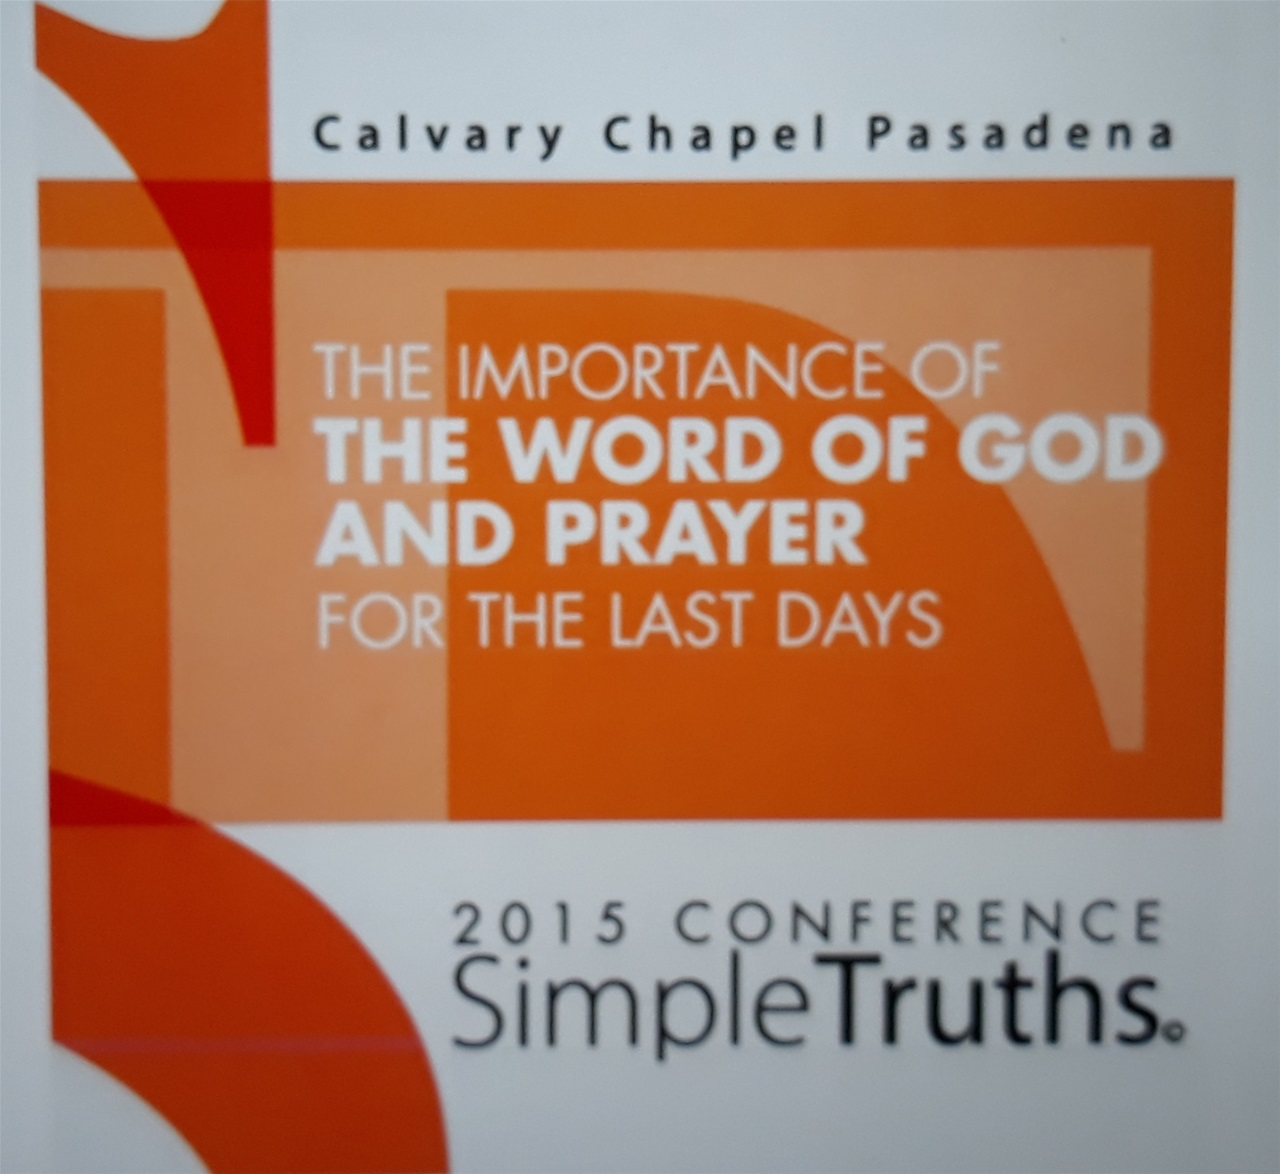 Calvary Chapel Pasadena
THE IMPORTANCE OF
THE WORD OF GOD
AND PRAYER
FOR THE LAST DAYS
2015 CONFERENCE
SimpleTruths©